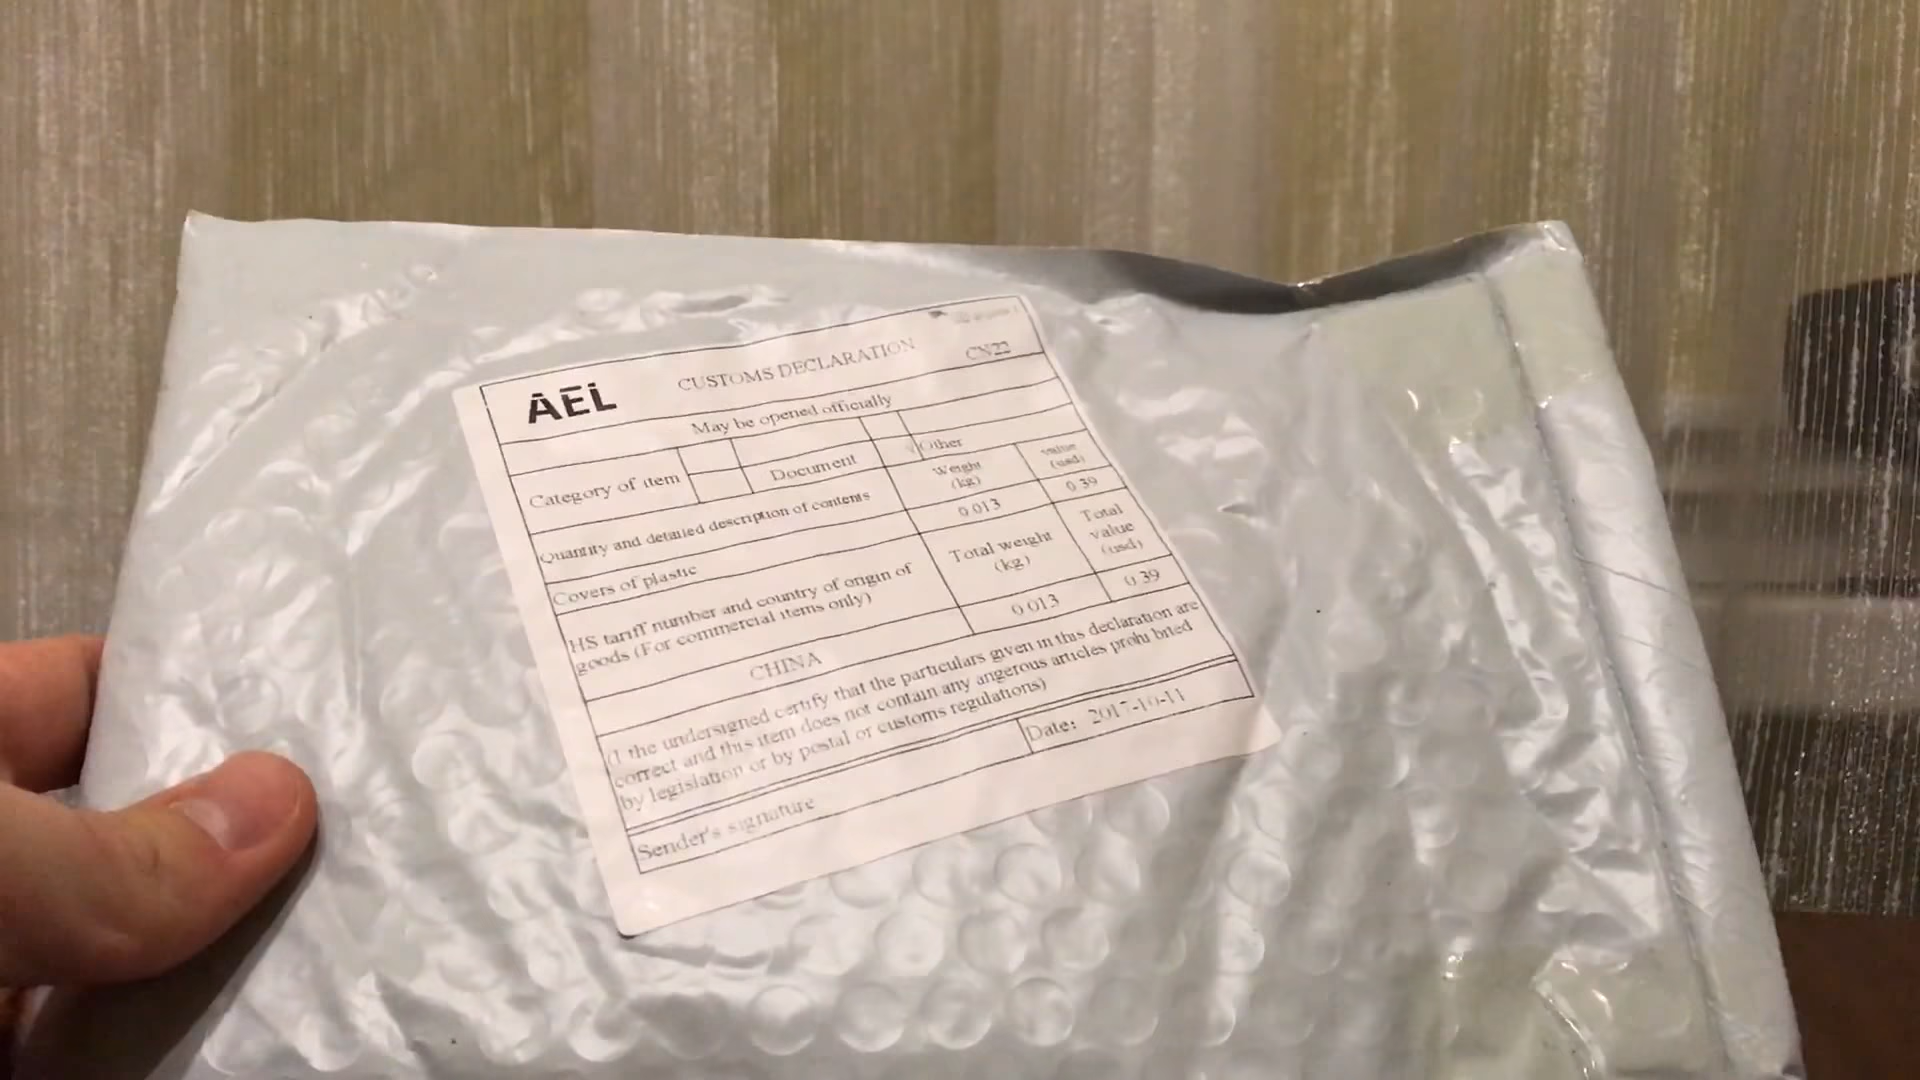 AEL CUSTOMS DECLARATION CN22
May be opened officially
Category of item Document Other
Quantity and detailed description of contents Weight (kg) value (usd)
Covers of plastic 0.013 0.39
HS tariff number and country of origin of
goods (For commercial items only)
Total weight
(kg)
Total
value
(usd)
CHINA 0.013 0.39
(I the undersigned certify that the particulars given in this declaration are
correct and this item does not contain any angerous articles prohi bited
by legislation or by postal or customs regulations)
Sender's signature Date: 2017-10-11